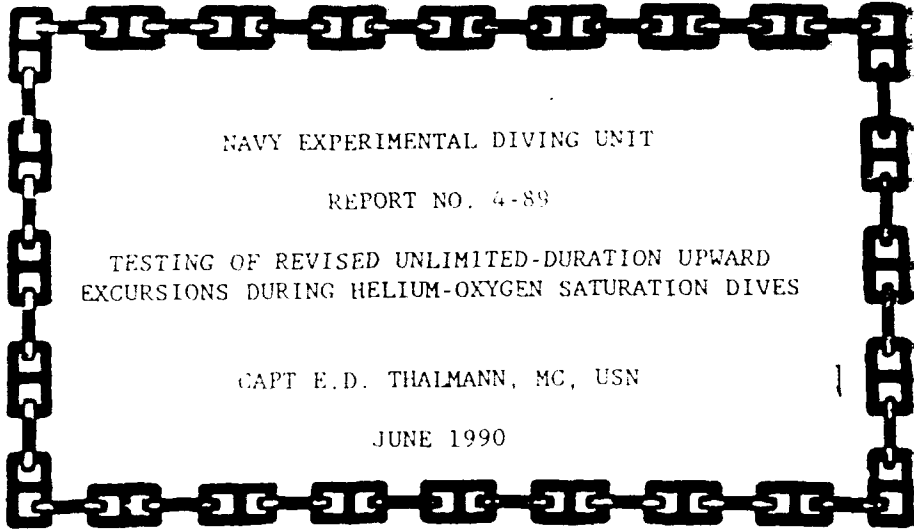 NAVY EXPERIMENTAL DIVING UNIT
REPORT NO. 4-89
TESTING OF REVISED UNLIMITED-DURATION UPWARD
EXCURSIONS DURING HELIUM-OXYGEN SATURATION DIVES
CAPT E.D. THALMANN, MC, USN
JUNE 1990